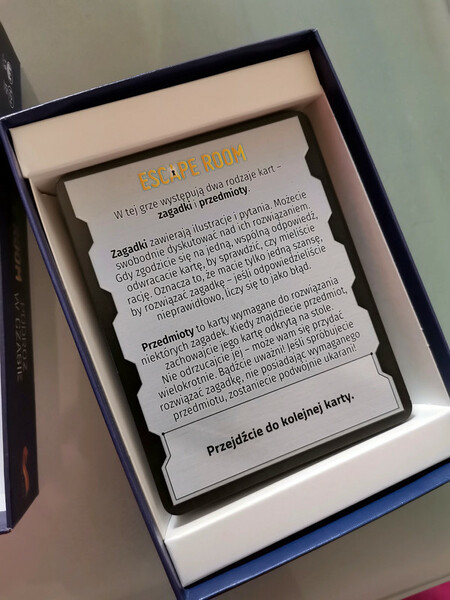 ESCAPE ROOM
W tej grze występują dwa rodzaje kart –
zagadki i przedmioty.
Zagadki zawierają ilustracje i pytania. Możecie
swobodnie dyskutować nad ich rozwiązaniem.
Gdy zgodzicie się na jedną, wspólną odpowiedź,
odwracacie kartę, by sprawdzić, czy mieliście
rację. Oznacza to, że macie tylko jedną szansę,
by rozwiązać zagadkę – jeśli odpowiedzieliście
nieprawidłowo, liczy się to jako błąd.
Przedmioty to karty wymagane do rozwiązania
niektórych zagadek. Kiedy znajdziecie przedmiot,
zachowajcie jego kartę odkrytą na stole.
Nie odrzucajcie jej – może wam się przydać
wielokrotnie. Bądźcie uważni! Jeśli spróbujecie
rozwiązać zagadkę, nie posiadając wymaganego
przedmiotu, zostaniecie podwójnie ukarani!
Przejdźcie do kolejnej karty.
W CZASIE